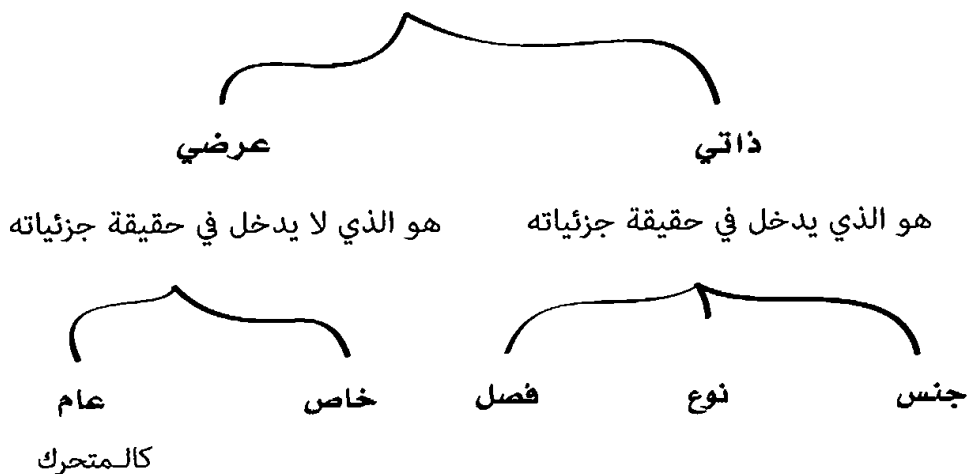 ذاتي عرضي
هو الذي يدخل في حقيقة جزئياته هو الذي لا يدخل في حقيقة جزئياته
جنس نوع فصل خاص عام
كالـمتحرك